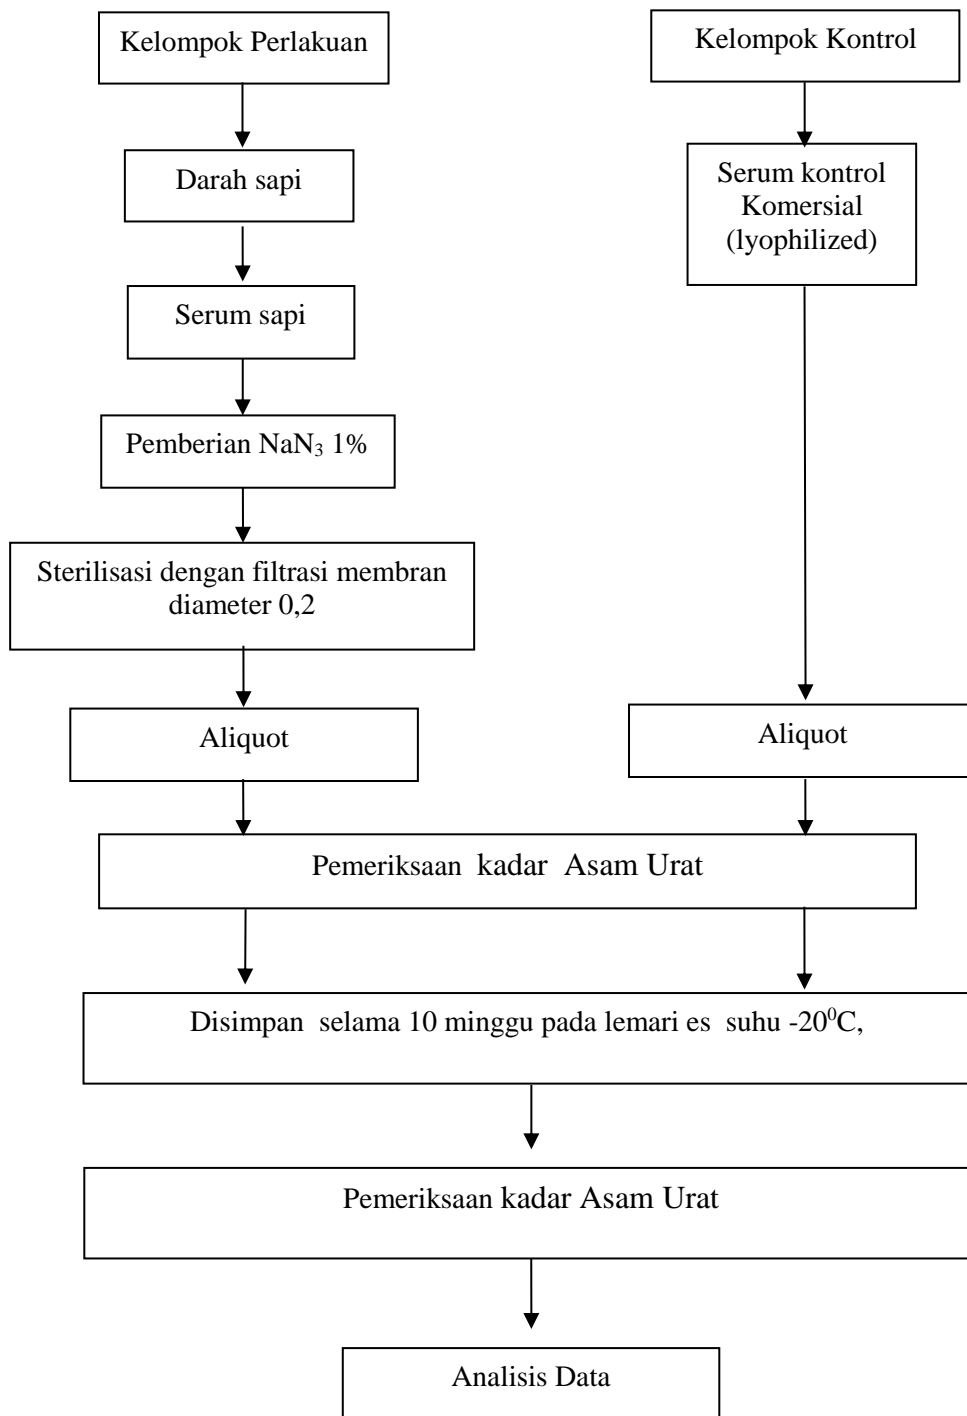 Kelompok Perlakuan
Kelompok Kontrol
Darah sapi
Serum kontrol
Komersial
(lyophilized)
Serum sapi
Pemberian NaN₃ 1%
Sterilisasi dengan filtrasi membran
diameter 0,2
Aliquot
Aliquot
Pemeriksaan kadar Asam Urat
Disimpan selama 10 minggu pada lemari es suhu -20⁰C,
Pemeriksaan kadar Asam Urat
Analisis Data